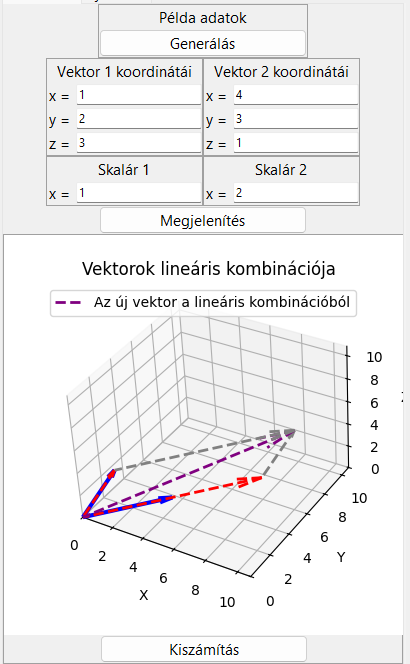 Példa adatok
Generálás
Vektor 1 koordinátái Vektor 2 koordinátái
x = 1 x = 4
y = 2 y = 3
z = 3 z = 1
Skalár 1 Skalár 2
x = 1 x = 2
Megjelenítés
Vektorok lineáris kombinációja
Az új vektor a lineáris kombinációból
10
8
6
4
2
0
10
8
6
4
2
0
Y
0
2
4
6
8
10
X
Kiszámítás